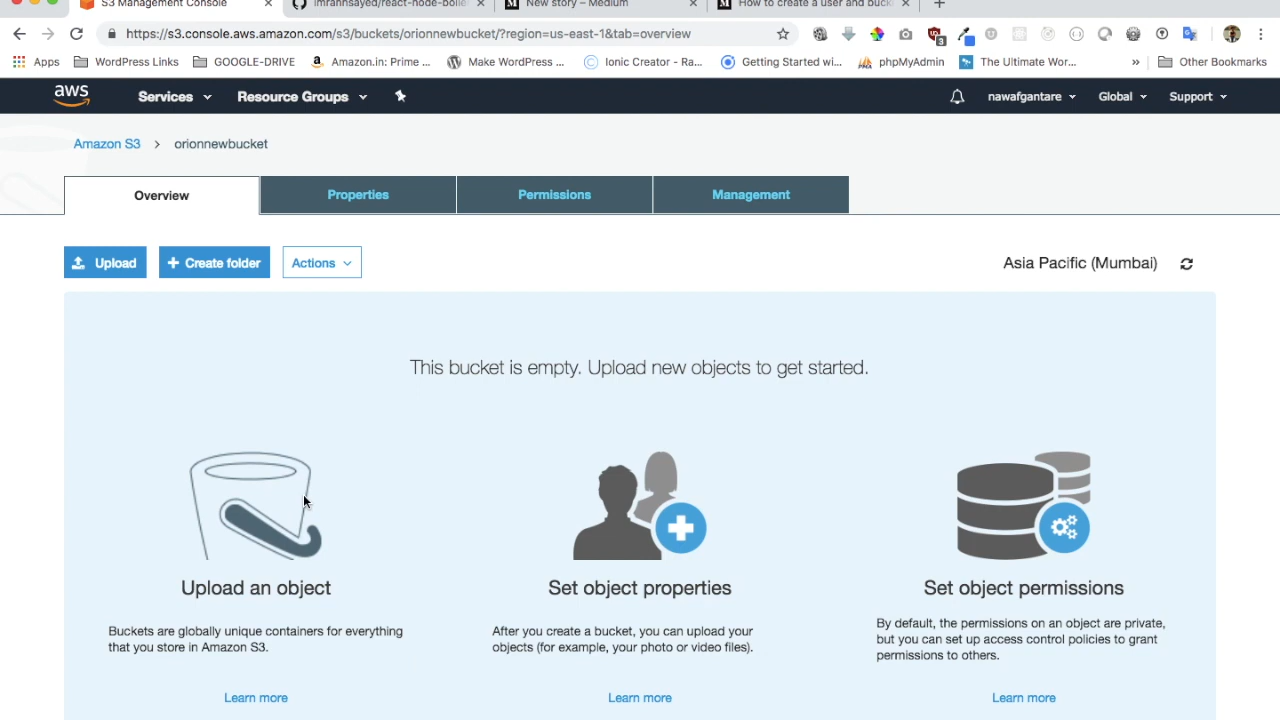 S3 Management Console
imranhsayed/react-node-boiler
New story – Medium
How to create a user and buck
https://s3.console.aws.amazon.com/s3/buckets/orionnewbucket/?region=us-east-1&tab=overview
3
Apps
WordPress Links
GOOGLE-DRIVE
Amazon.in: Prime ...
Make WordPress ...
Ionic Creator - Ra...
Getting Started wi...
phpMyAdmin
The Ultimate Wor...
»
Other Bookmarks
aws
Services
Resource Groups
nawafgantare
Global
Support
Amazon S3 > orionnewbucket
Overview
Properties
Permissions
Management
Upload
+ Create folder
Actions
Asia Pacific (Mumbai)
This bucket is empty. Upload new objects to get started.
Upload an object
Buckets are globally unique containers for everything
that you store in Amazon S3.
Learn more
Set object properties
After you create a bucket, you can upload your
objects (for example, your photo or video files).
Learn more
Set object permissions
By default, the permissions on an object are private,
but you can set up access control policies to grant
permissions to others.
Learn more